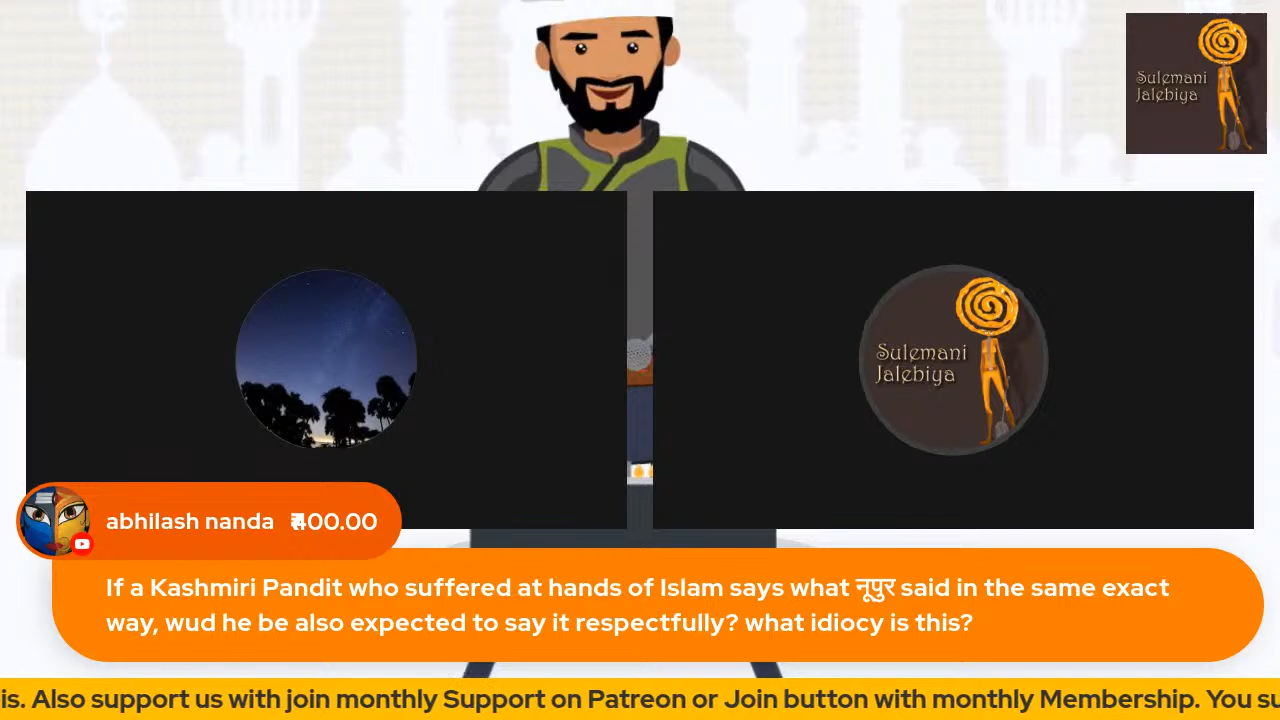 Sulemani
Jalebiya
Sulemani
Jalebiya
abhilash nanda ₹400.00
If a Kashmiri Pandit who suffered at hands of Islam says what नूपुर said in the same exact
way, wud he be also expected to say it respectfully? what idiocy is this?
is. Also support us with join monthly Support on Patreon or Join button with monthly Membership. You su